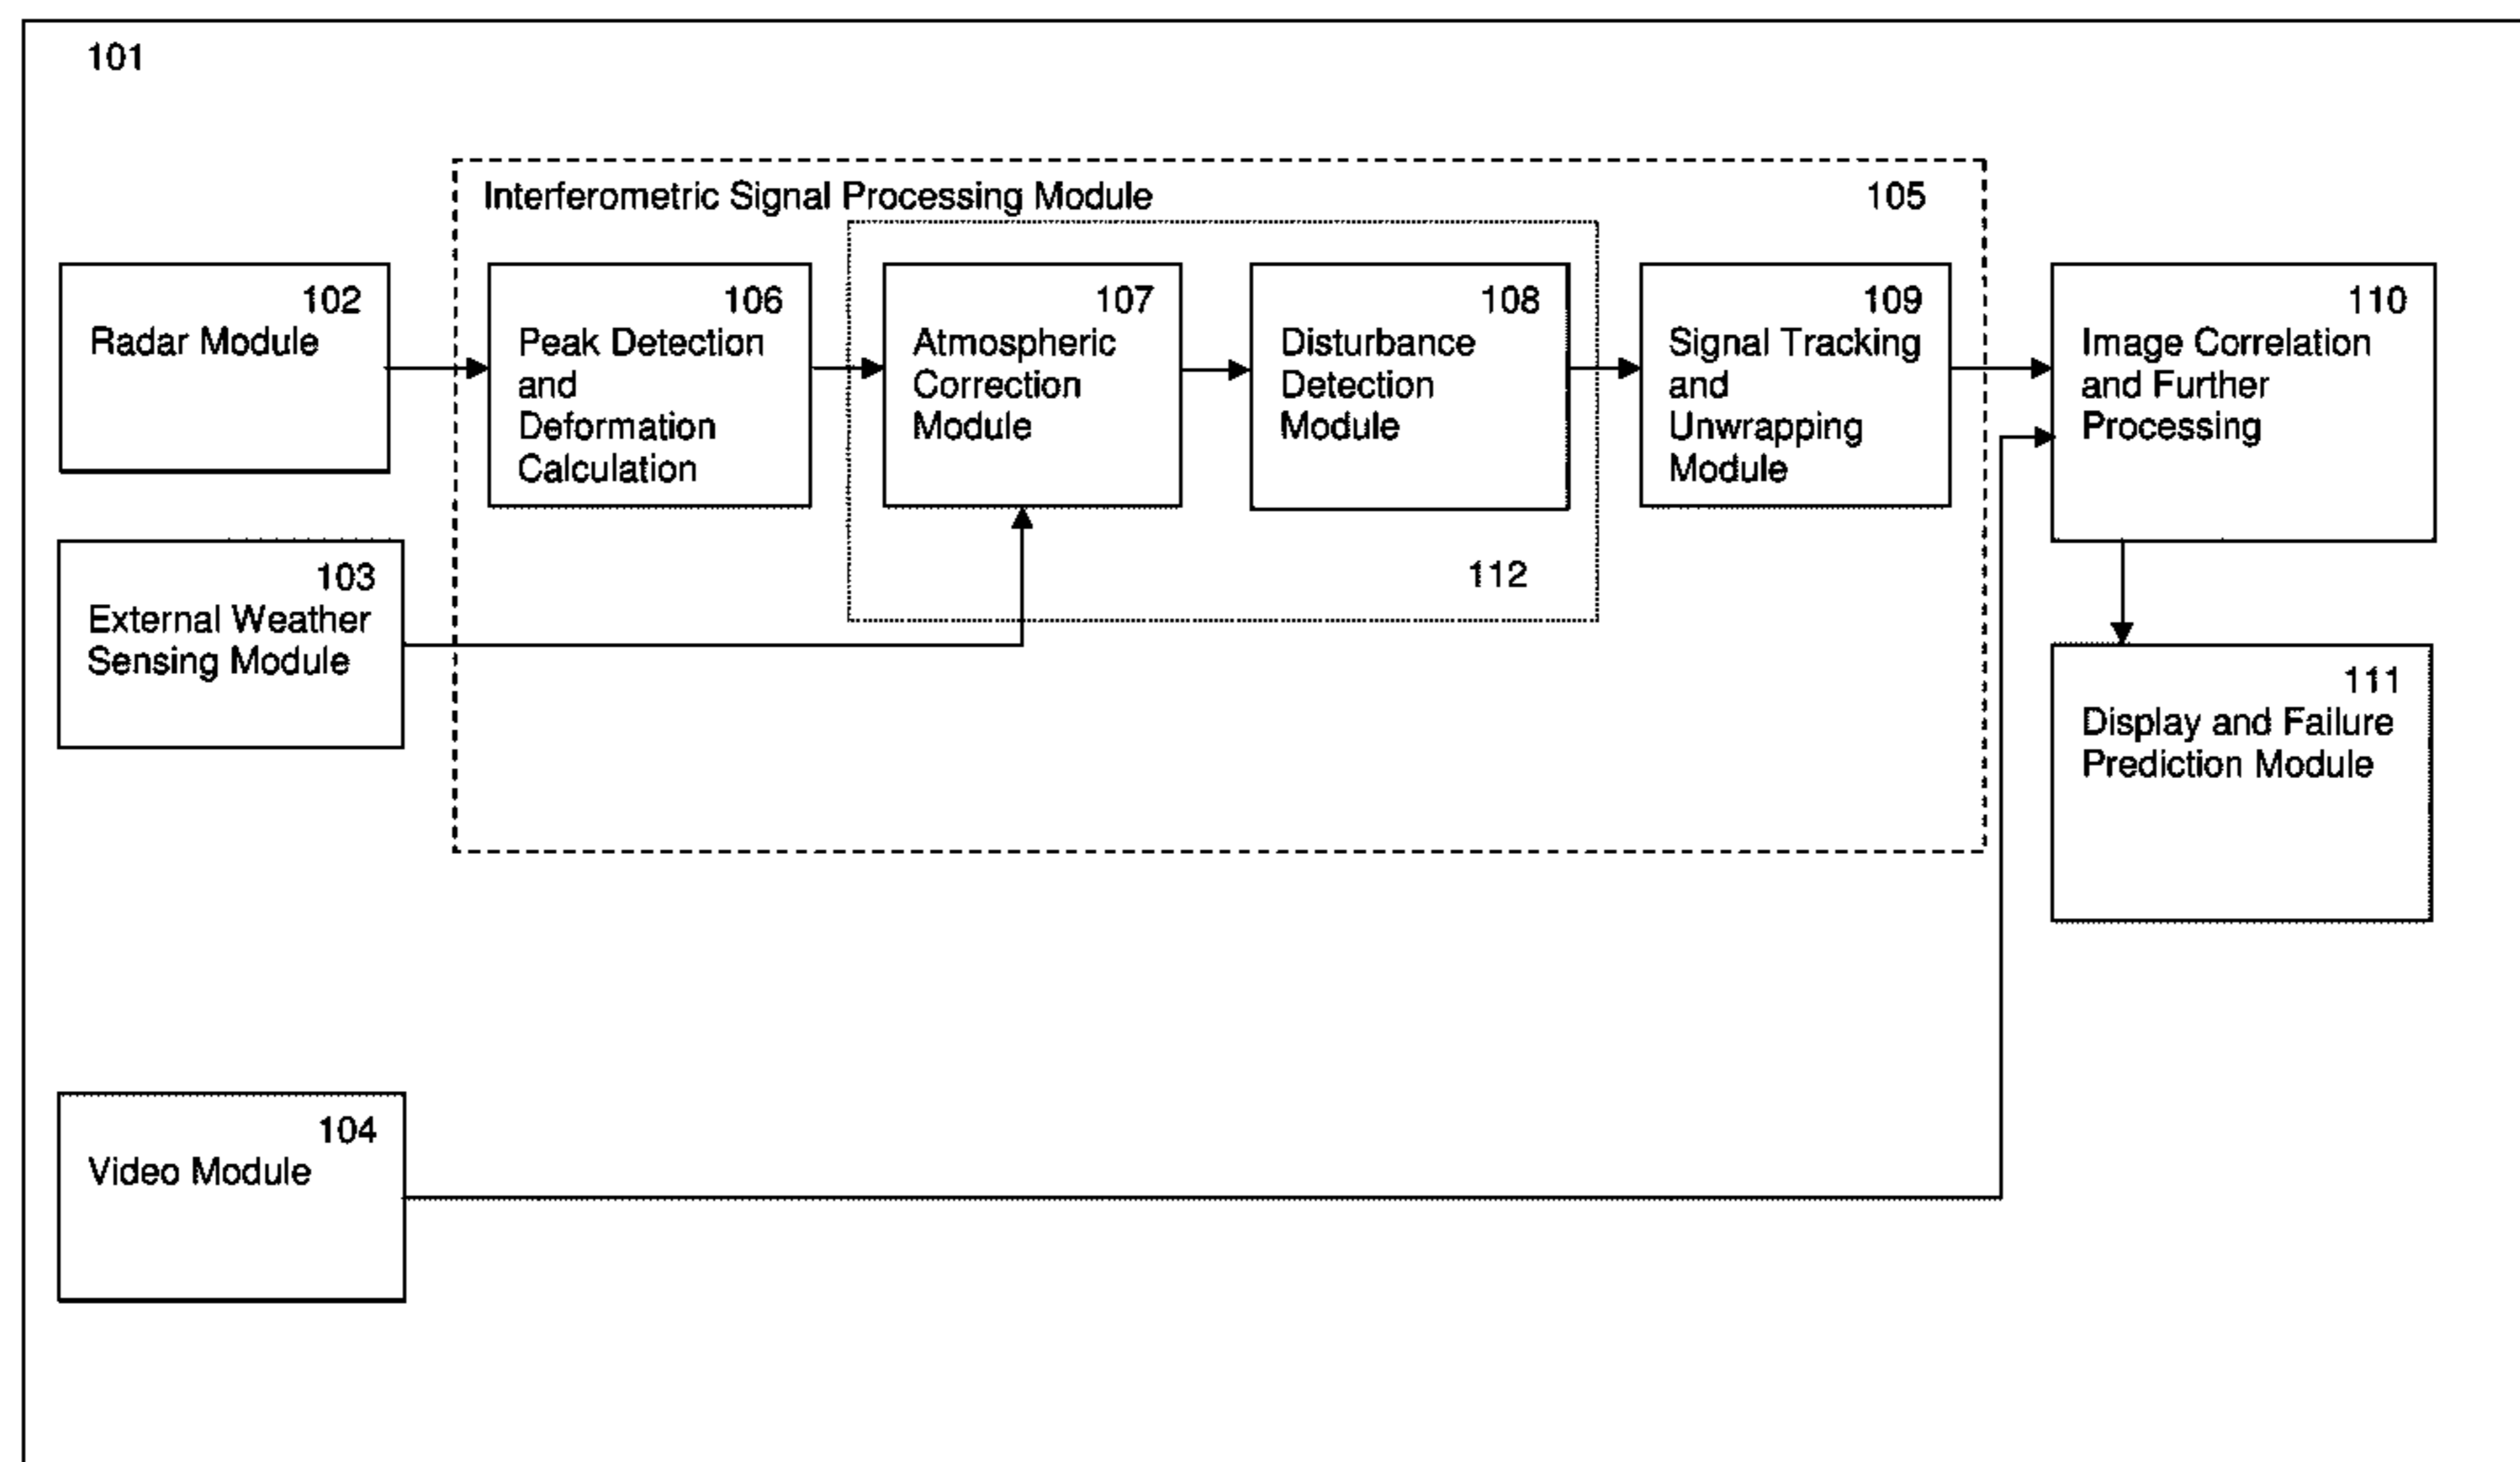 101
Interferometric Signal Processing Module
105
102
Radar Module
106
Peak Detection
and
Deformation
Calculation
107
Atmospheric
Correction
Module
108
Disturbance
Detection
Module
109
Signal Tracking
and
Unwrapping
Module
110
Image Correlation
and Further
Processing
103
External Weather
Sensing Module
112
111
Display and Failure
Prediction Module
104
Video Module